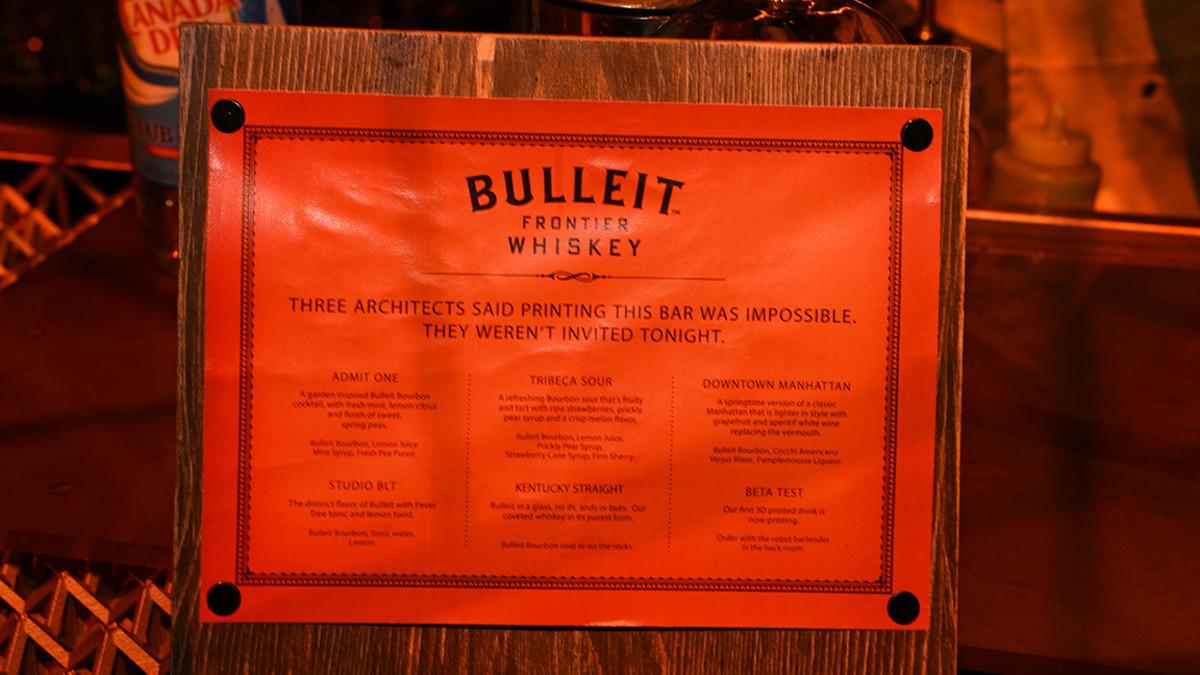 CANADA
DR
LUB
BULLEIT™
FRONTIER
WHISKEY
THREE ARCHITECTS SAID PRINTING THIS BAR WAS IMPOSSIBLE.
THEY WEREN'T INVITED TONIGHT.
ADMIT ONE
A garden inspired Bulleit Bourbon
cocktail, with fresh mint, lemon citrus
and finish of sweet,
spring peas.
Bulleit Bourbon, Lemon Juice
Mint Syrup, Fresh Pea Puree
STUDIO BLT
The distinct flavor of Bulleit with Fever
Tree tonic and lemon twist.
Bulleit Bourbon, Tonic water,
Lemon
TRIBECA SOUR
A refreshing Bourbon sour that's fruity
and tart with ripe strawberries, prickly
pear syrup and a crisp melon flavor.
Bulleit Bourbon, Lemon Juice,
Prickly Pear Syrup,
Strawberry Cane Syrup, Fino Sherry
KENTUCKY STRAIGHT
Bulleit in a glass, no ifs, ands or buts. Our
coveted whiskey in its purest form.
Bulleit Bourbon neat or on the rocks.
DOWNTOWN MANHATTAN
A springtime version of a classic
Manhattan that is lighter in style with
grapefruit and aperitif white wine
replacing the vermouth.
Bulleit Bourbon, Cocchi Americano
Verjus Blanc, Pamplemousse Liqueur
BETA TEST
Our first 3D printed drink is
now printing.
Order with the robot bartender
in the back room.